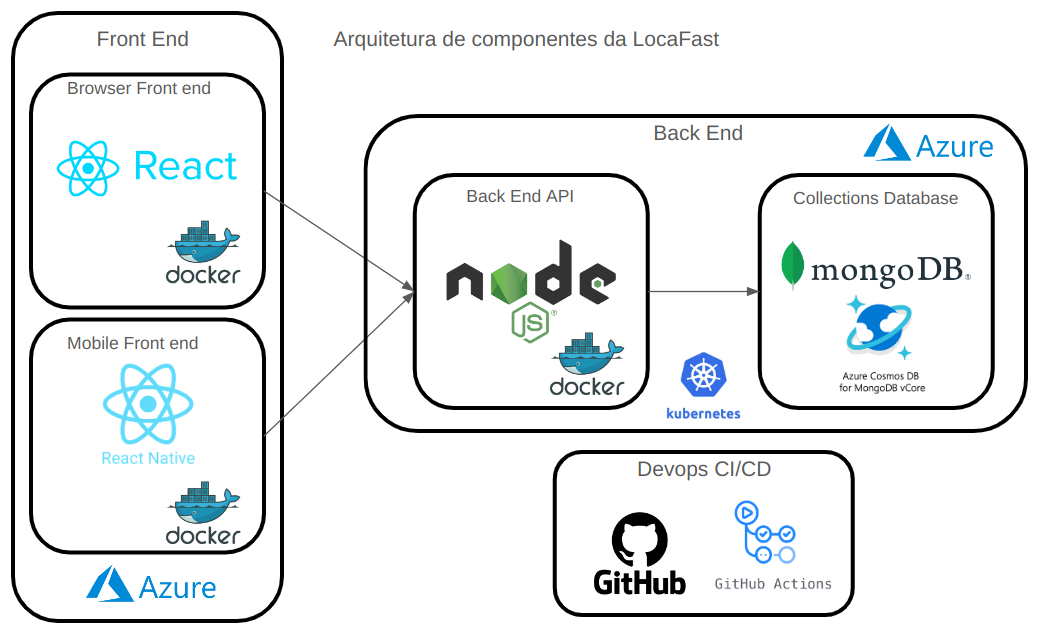 Front End
Arquitetura de componentes da LocaFast
Browser Front end
React
docker
Mobile Front end
React Native
docker
Azure
Back End
Azure
Back End API
node
JS
docker
kubernetes
Collections Database
mongoDB®
Azure Cosmos DB
for MongoDB vCore
Devops CI/CD
GitHub
GitHub Actions